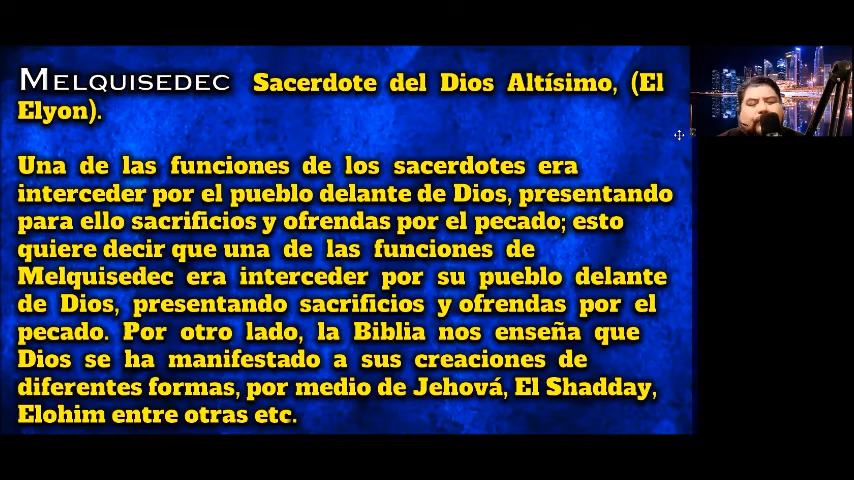 MELQUISEDEC Sacerdote del Dios Altísimo, (El
Elyon).
Una de las funciones de los sacerdotes era
interceder por el pueblo delante de Dios, presentando
para ello sacrificios y ofrendas por el pecado; esto
quiere decir que una de las funciones de
Melquisedec era interceder por su pueblo delante
de Dios, presentando sacrificios y ofrendas por el
pecado. Por otro lado, la Biblia nos enseña que
Dios se ha manifestado a sus creaciones de
diferentes formas, por medio de Jehová, El Shadday,
Elohim entre otras etc.